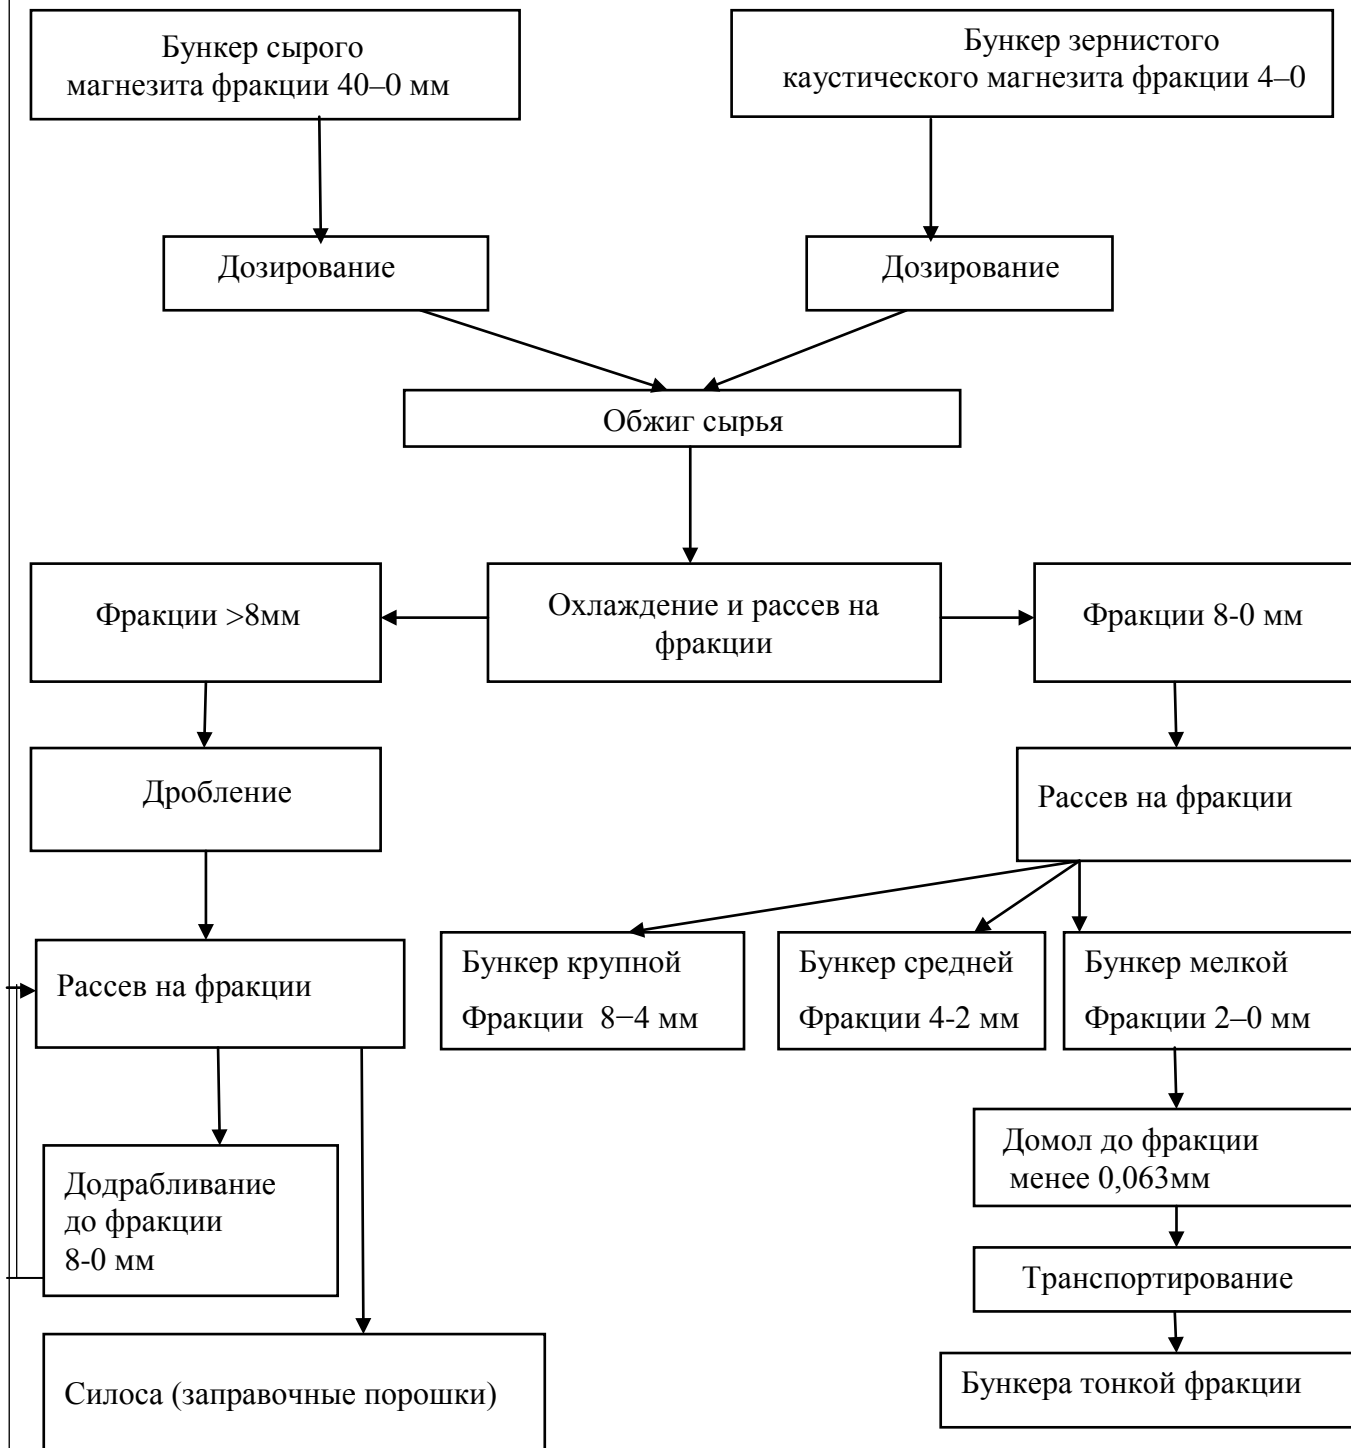 Бункер сырого
магнезита фракции 40–0 мм
Бункер зернистого
каустического магнезита фракции 4–0
Дозирование
Дозирование
Обжиг сырья
Фракции >8мм
Охлаждение и рассев на
фракции
Фракции 8-0 мм
Дробление
Рассев на фракции
Рассев на фракции
Бункер крупной
Фракции 8−4 мм
Бункер средней
Фракции 4-2 мм
Бункер мелкой
Фракции 2–0 мм
Додрабливание
до фракции
8-0 мм
Домол до фракции
менее 0,063мм
Транспортирование
Силоса (заправочные порошки)
Бункера тонкой фракции